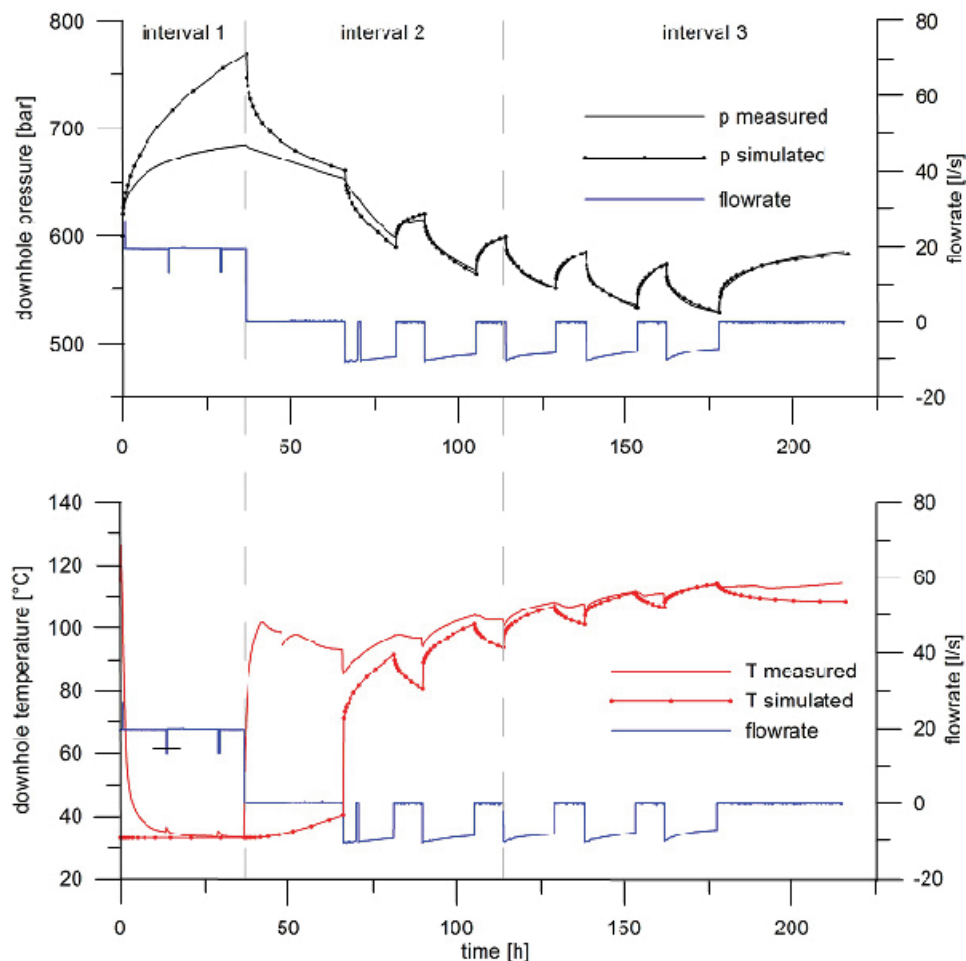 800
700
600
500
downhole pressure [bar]
interval 1
interval 2
interval 3
p measured
p simulated
flowrate
80
60
40
20
0
-20
flowrate [l/s]
0
50
100
150
200
140
120
100
80
60
40
20
downhole temperature [°C]
T measured
T simulated
flowrate
80
60
40
20
0
-20
flowrate [l/s]
0
50
100
150
200
time [h]